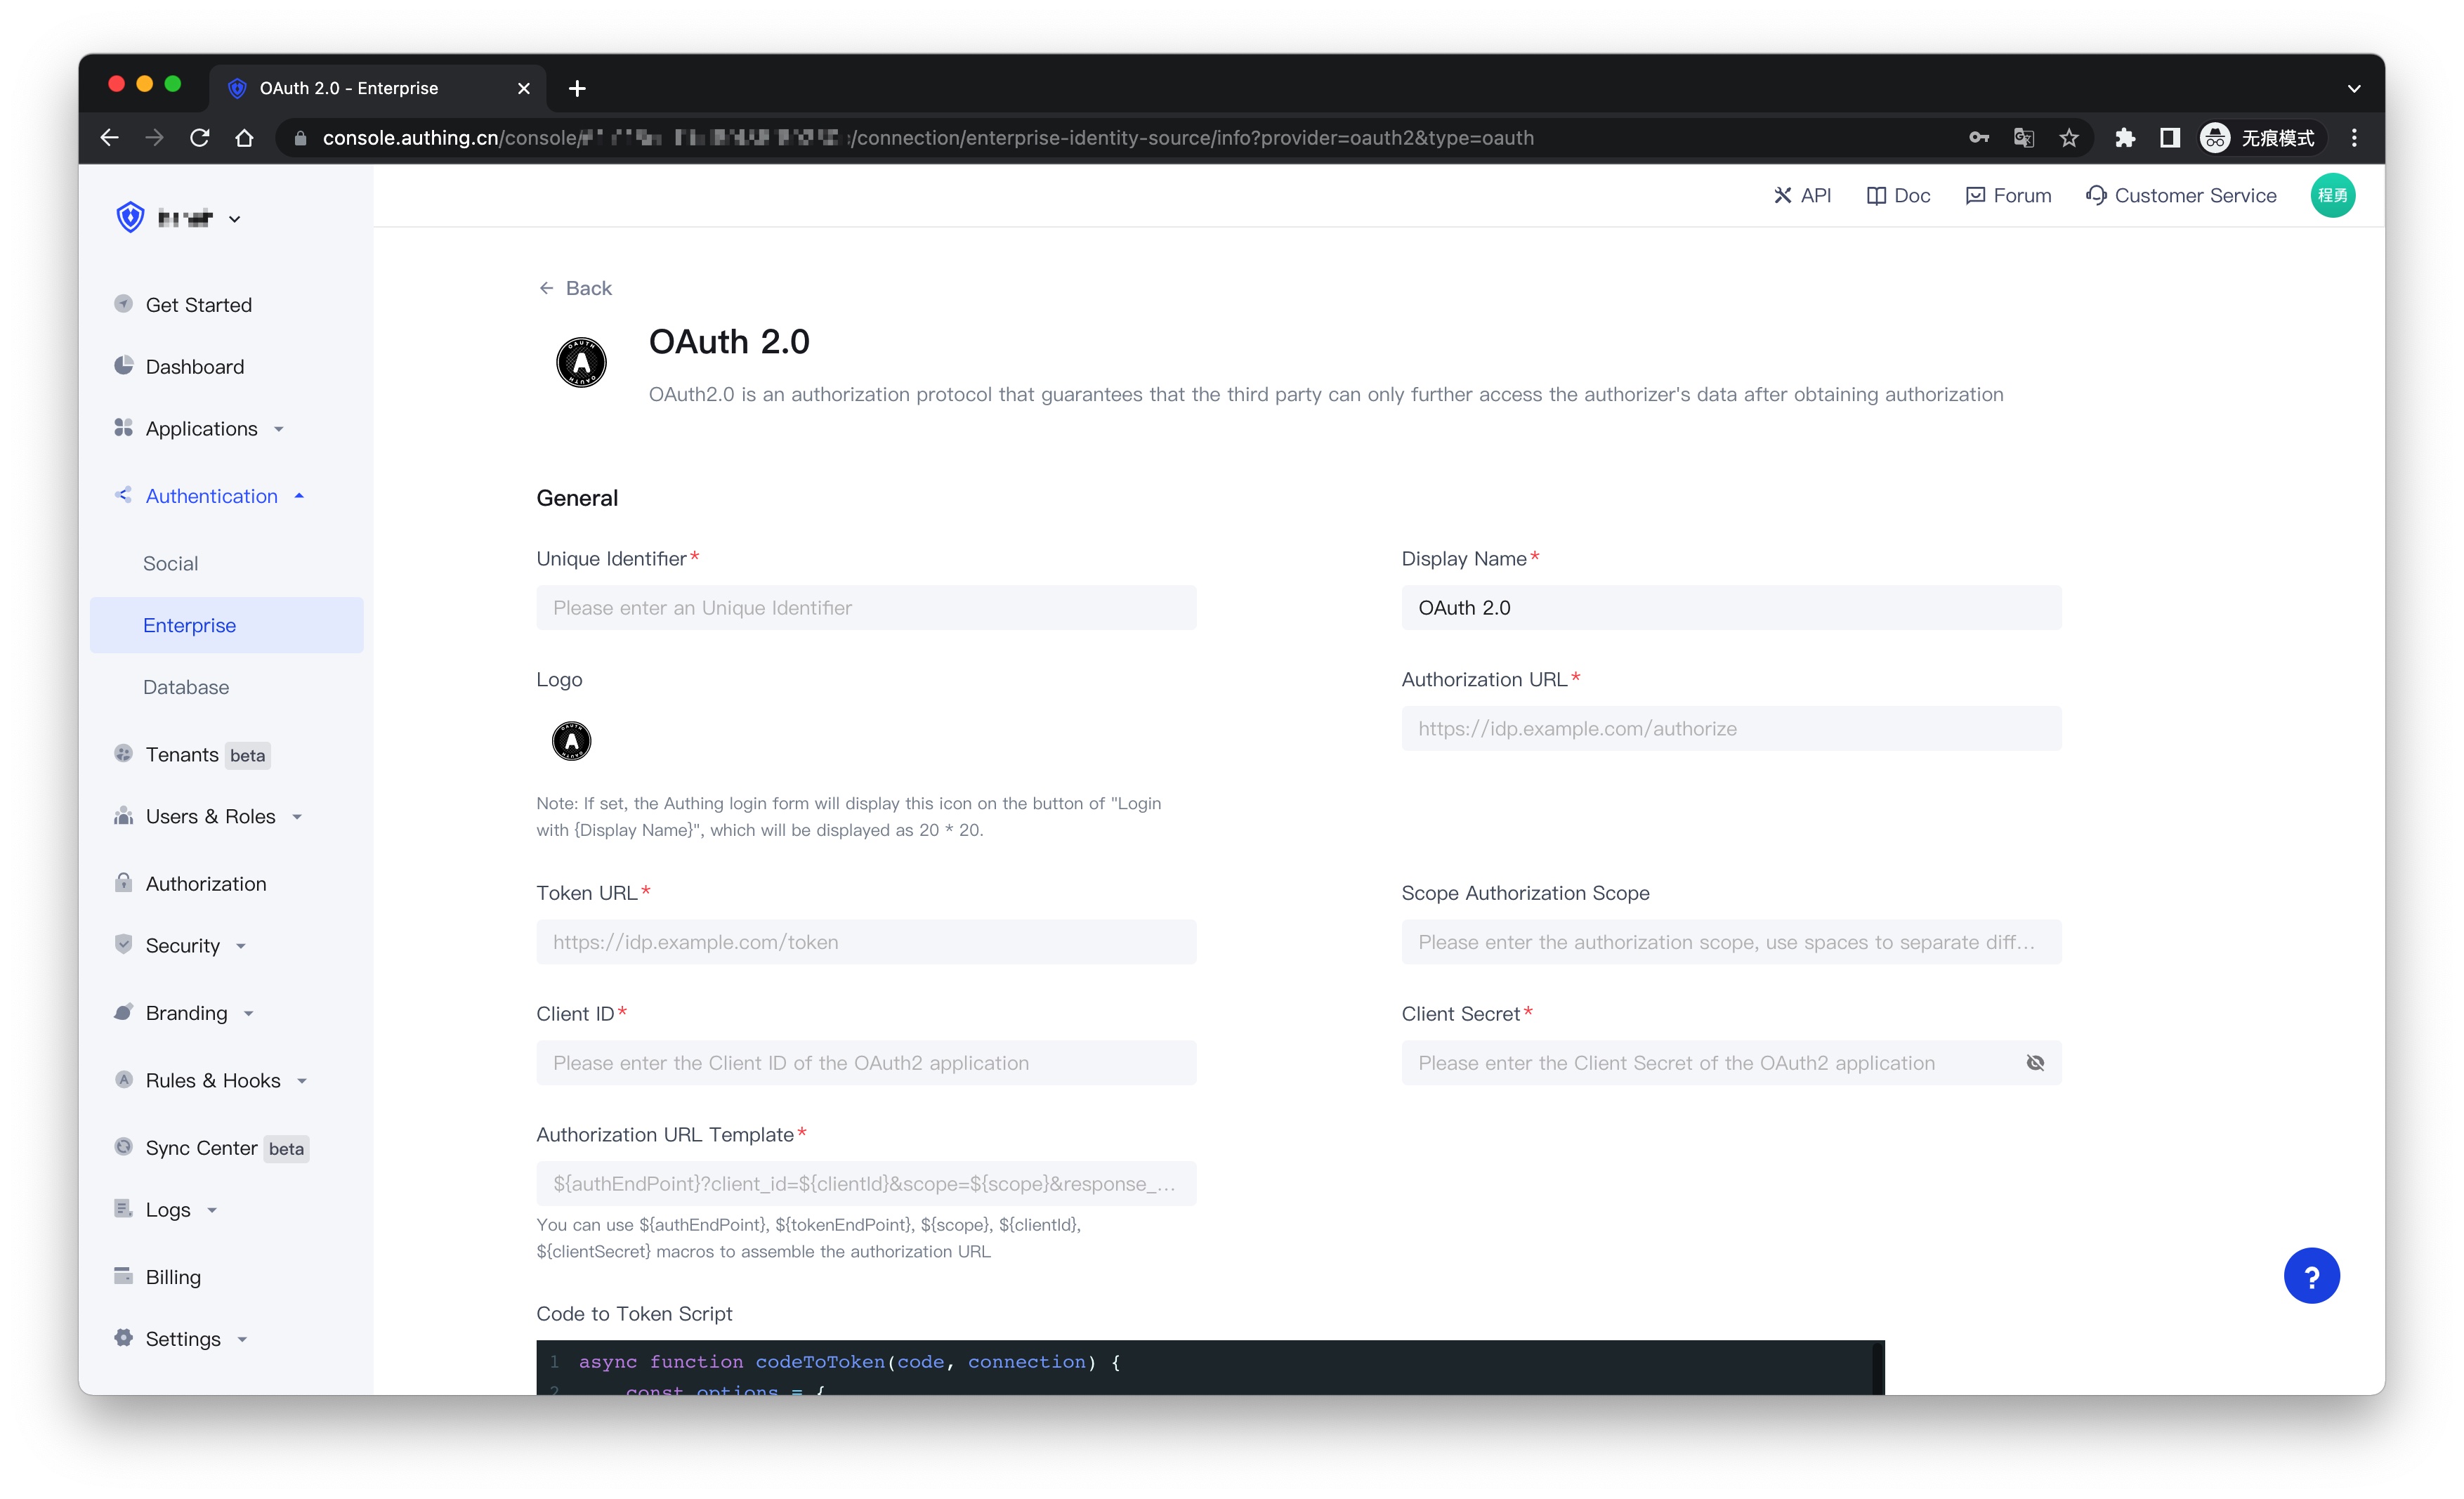 OAuth 2.0 - Enterprise
console.authing.cn/console/
/connection/enterprise-identity-source/info?provider=oauth2&type=oauth
无痕模式
API
Doc
Forum
Customer Service
程勇
Get Started
Dashboard
Applications
Authentication
Social
Enterprise
Database
Tenants beta
Users & Roles
Authorization
Security
Branding
Rules & Hooks
Sync Center beta
Logs
Billing
Settings
Back
OAuth 2.0
OAuth2.0 is an authorization protocol that guarantees that the third party can only further access the authorizer's data after obtaining authorization
General
Unique Identifier*
Please enter an Unique Identifier
Display Name*
OAuth 2.0
Logo
Note: If set, the Authing login form will display this icon on the button of "Login
with {Display Name}", which will be displayed as 20 * 20.
Authorization URL*
https://idp.example.com/authorize
Token URL*
https://idp.example.com/token
Scope Authorization Scope
Please enter the authorization scope, use spaces to separate diff...
Client ID*
Please enter the Client ID of the OAuth2 application
Client Secret*
Please enter the Client Secret of the OAuth2 application
Authorization URL Template*
${authEndPoint}?client_id=${clientId}&scope=${scope}&response_...
You can use ${authEndPoint}, ${tokenEndPoint}, ${scope}, ${clientId},
${clientSecret} macros to assemble the authorization URL
Code to Token Script
1 async function codeToToken(code, connection) {
2 const options = {
?